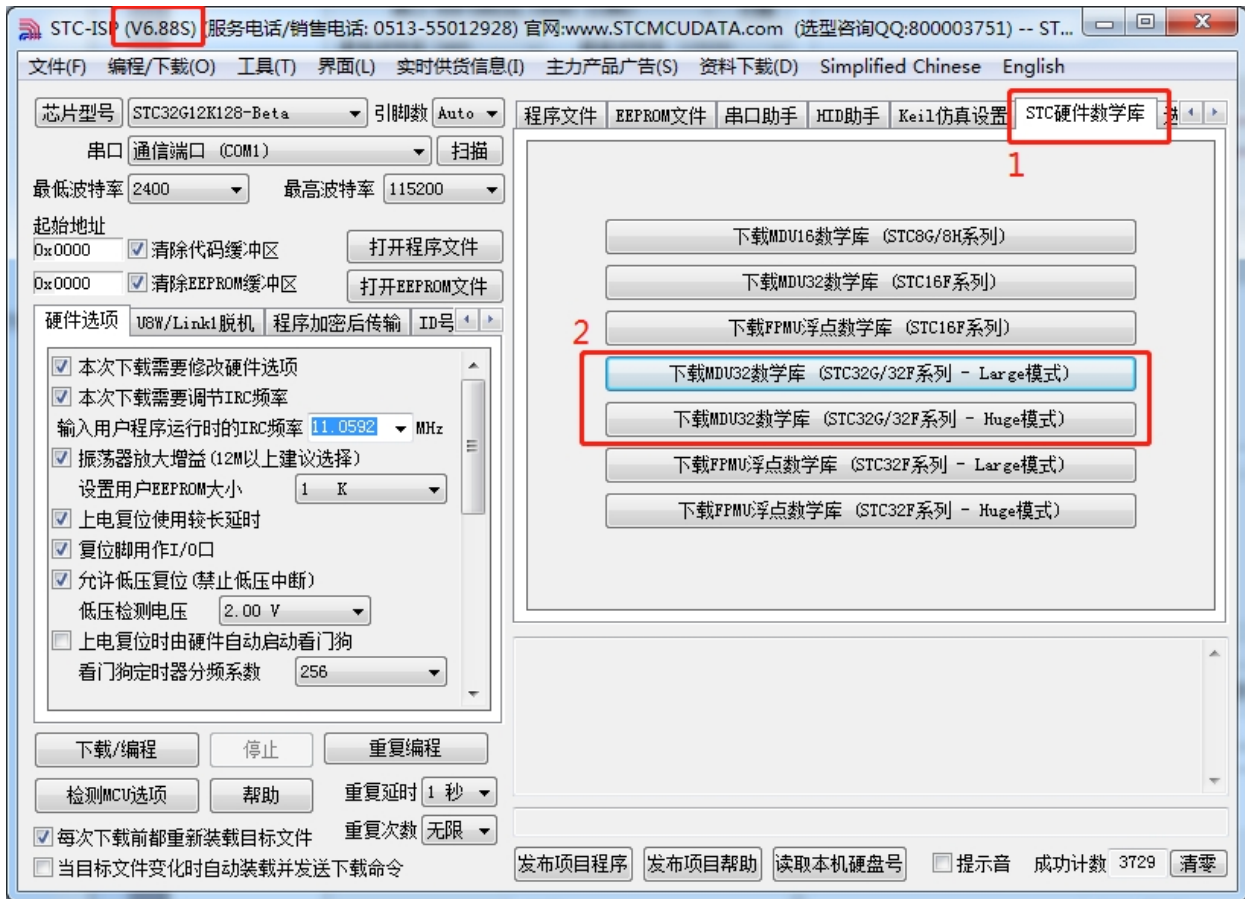 STC-ISP (V6.88S) (服务电话/销售电话: 0513-55012928) 官网:www.STCMCUDATA.com (选型咨询QQ:800003751) -- ST...
文件(F) 编程/下载(O) 工具(T) 界面(L) 实时供货信息(I) 主力产品广告(S) 资料下载(D) Simplified Chinese English
芯片型号 STC32G12K128-Beta 引脚数 Auto
串口 通信端口 (COM1) 扫描
最低波特率 2400 最高波特率 115200
起始地址
0x0000 清除代码缓冲区 打开程序文件
0x0000 清除EEPROM缓冲区 打开EEPROM文件
硬件选项 U8W/Link1脱机 程序加密后传输 ID号
本次下载需要修改硬件选项
本次下载需要调节IRC频率
输入用户程序运行时的IRC频率 11.0592 MHz
振荡器放大增益(12M以上建议选择)
设置用户EEPROM大小 1 K
上电复位使用较长延时
复位脚用作I/O口
允许低压复位(禁止低压中断)
低压检测电压 2.00 V
上电复位时由硬件自动启动看门狗
看门狗定时器分频系数 256
下载/编程 停止 重复编程
检测MCU选项 帮助 重复延时 1 秒
每次下载前都重新装载目标文件 重复次数 无限
当目标文件变化时自动装载并发送下载命令
程序文件 EEPROM文件 串口助手 HID助手 Keil仿真设置 STC硬件数学库
1
下载MDU16数学库 (STC8G/8H系列)
下载MDU32数学库 (STC16F系列)
下载FPMU浮点数学库 (STC16F系列)
2
下载MDU32数学库 (STC32G/32F系列 - Large模式)
下载MDU32数学库 (STC32G/32F系列 - Huge模式)
下载FPMU浮点数学库 (STC32F系列 - Large模式)
下载FPMU浮点数学库 (STC32F系列 - Huge模式)
发布项目程序 发布项目帮助 读取本机硬盘号 提示音 成功计数 3729 清零